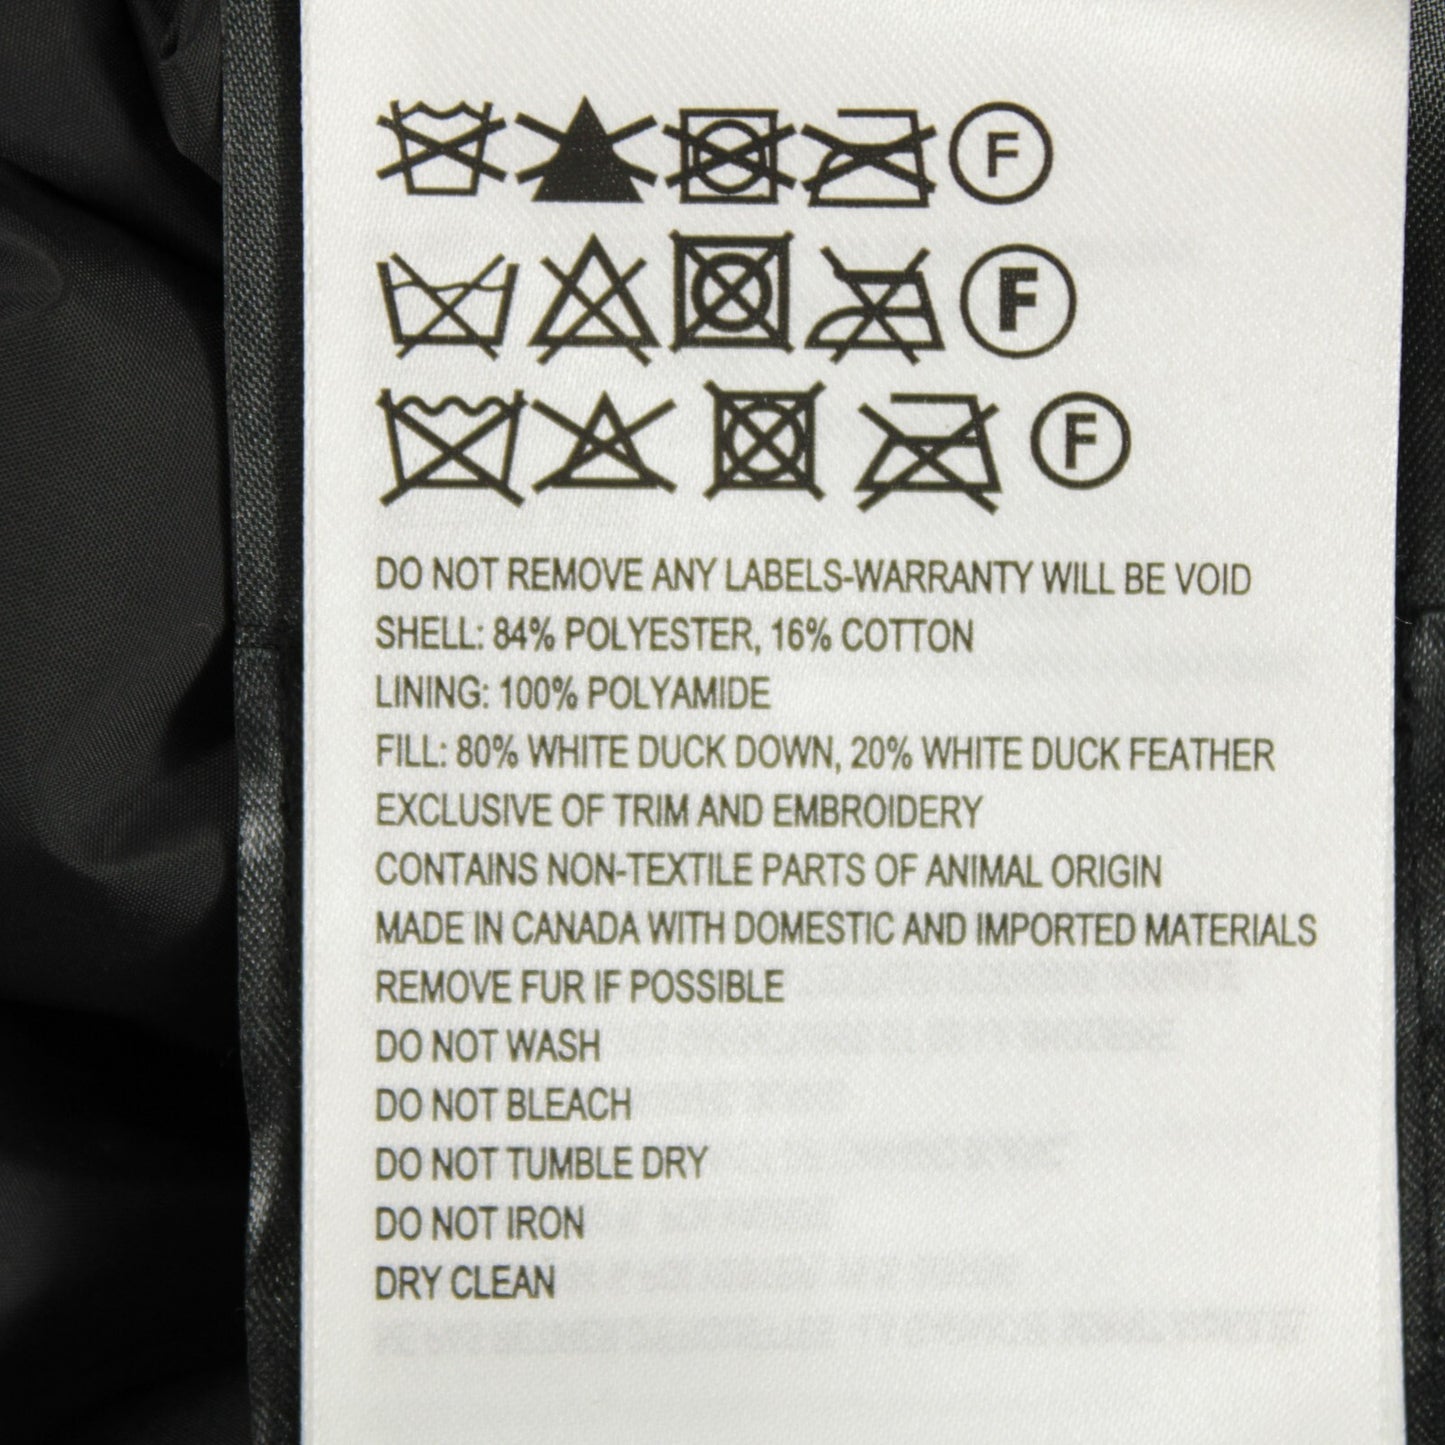 F
F
F
DO NOT REMOVE ANY LABELS-WARRANTY WILL BE VOID
SHELL: 84% POLYESTER, 16% COTTON
LINING: 100% POLYAMIDE
FILL: 80% WHITE DUCK DOWN, 20% WHITE DUCK FEATHER
EXCLUSIVE OF TRIM AND EMBROIDERY
CONTAINS NON-TEXTILE PARTS OF ANIMAL ORIGIN
MADE IN CANADA WITH DOMESTIC AND IMPORTED MATERIALS
REMOVE FUR IF POSSIBLE
DO NOT WASH
DO NOT BLEACH
DO NOT TUMBLE DRY
DO NOT IRON
DRY CLEAN